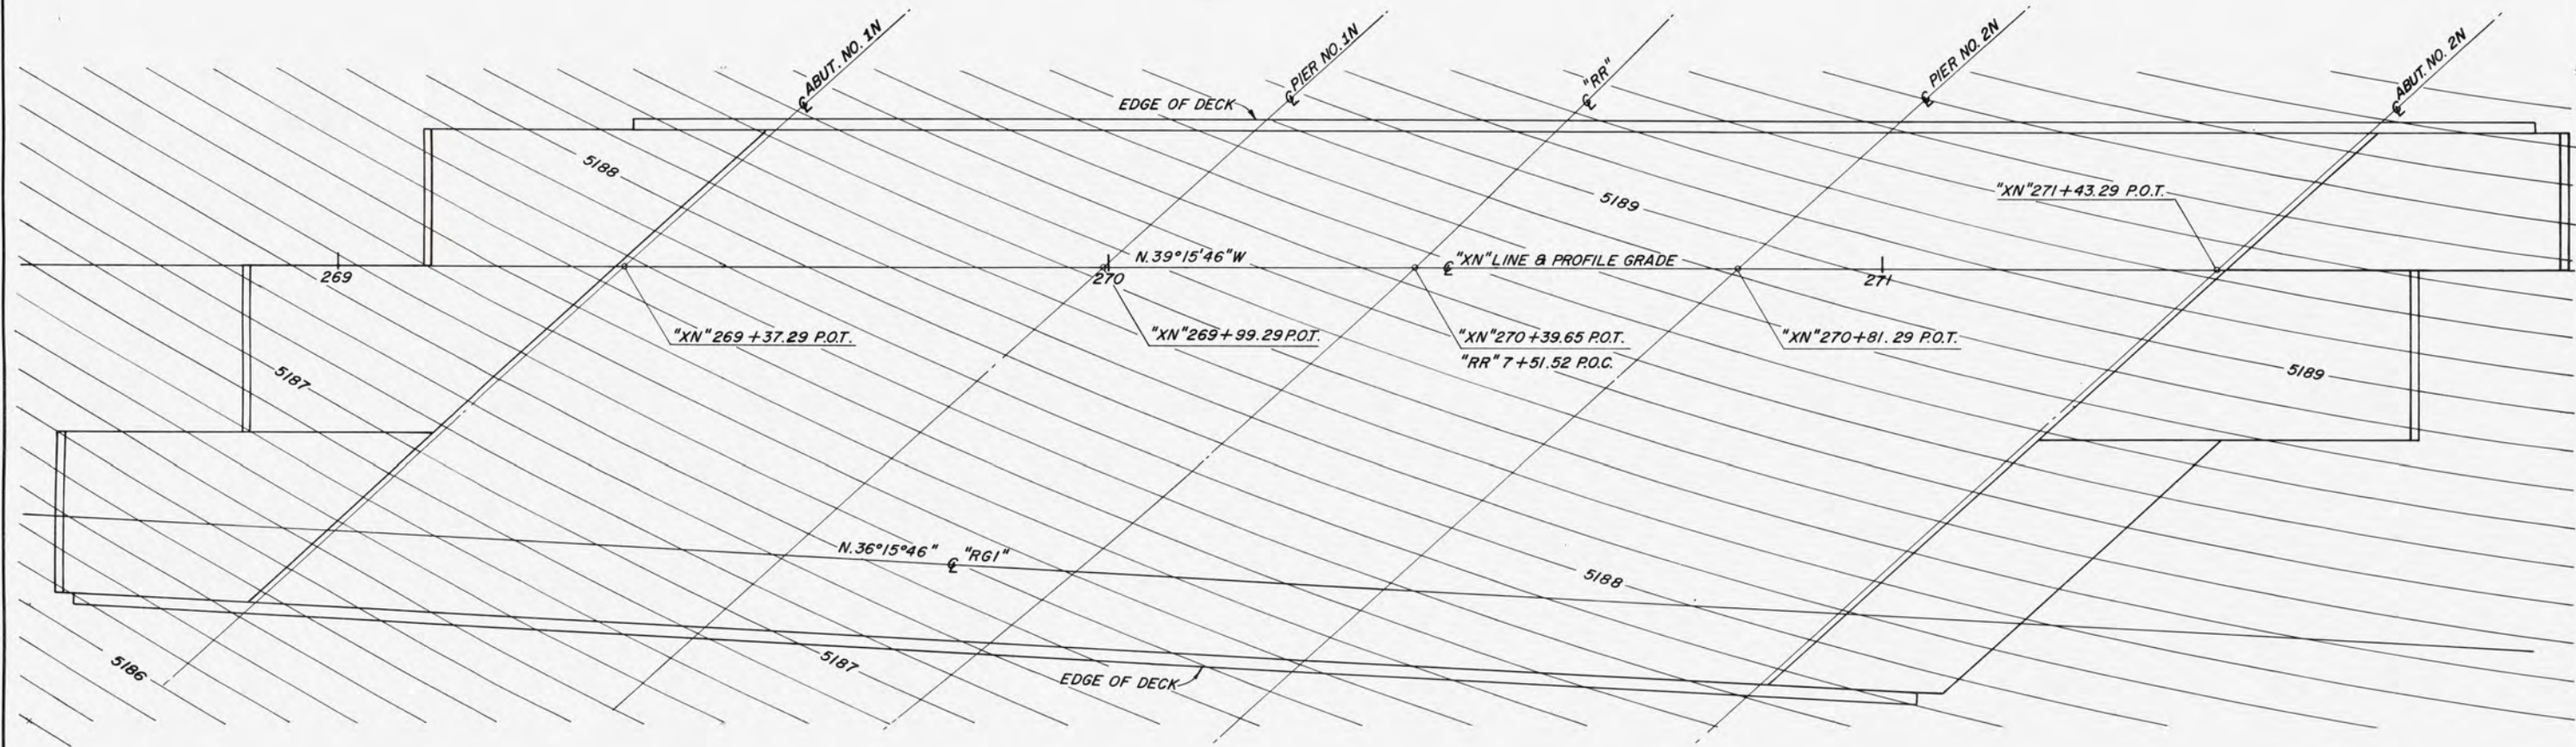 ℄ ABUT. NO. 1N
℄ PIER NO. 1N
℄ "RR"
℄ PIER NO. 2N
℄ ABUT. NO. 2N
EDGE OF DECK
5188
5189
"XN" 271+43.29 P.O.T.
N.39°15'46"W
℄ "XN" LINE & PROFILE GRADE
269
270
271
"XN" 269+37.29 P.O.T.
"XN" 269+99.29 P.O.T.
"XN" 270+39.65 P.O.T.
"RR" 7+51.52 P.O.C.
"XN" 270+81.29 P.O.T.
5187
5189
N.36°15°46" ℄ "RG1"
5188
5186
5187
EDGE OF DECK